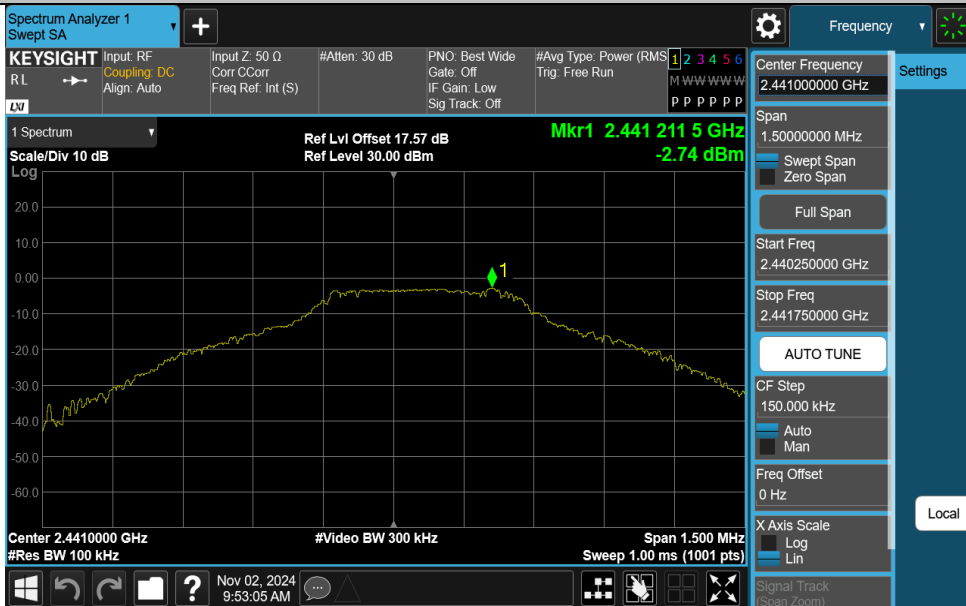 Spectrum Analyzer 1
Swept SA
+
Frequency
KEYSIGHT
RL
LXI
Input: RF
Coupling: DC
Align: Auto
Input Z: 50 Ω
Corr CCorr
Freq Ref: Int (S)
#Atten: 30 dB
PNO: Best Wide
Gate: Off
IF Gain: Low
Sig Track: Off
#Avg Type: Power (RMS
Trig: Free Run
1 2 3 4 5 6
M W W W W W
P P P P P P
1 Spectrum
Scale/Div 10 dB
Log
Ref Lvl Offset 17.57 dB
Ref Level 30.00 dBm
Mkr1 2.441 211 5 GHz
-2.74 dBm
20.0
10.0
0.00
-10.0
-20.0
-30.0
-40.0
-50.0
-60.0
1
Center 2.4410000 GHz
#Res BW 100 kHz
#Video BW 300 kHz
Span 1.500 MHz
Sweep 1.00 ms (1001 pts)
?
Nov 02, 2024
9:53:05 AM
Center Frequency
2.441000000 GHz
Span
1.50000000 MHz
Swept Span
Zero Span
Full Span
Start Freq
2.440250000 GHz
Stop Freq
2.441750000 GHz
AUTO TUNE
CF Step
150.000 kHz
Auto
Man
Freq Offset
0 Hz
X Axis Scale
Log
Lin
Signal Track
(Span Zoom)
Settings
Local